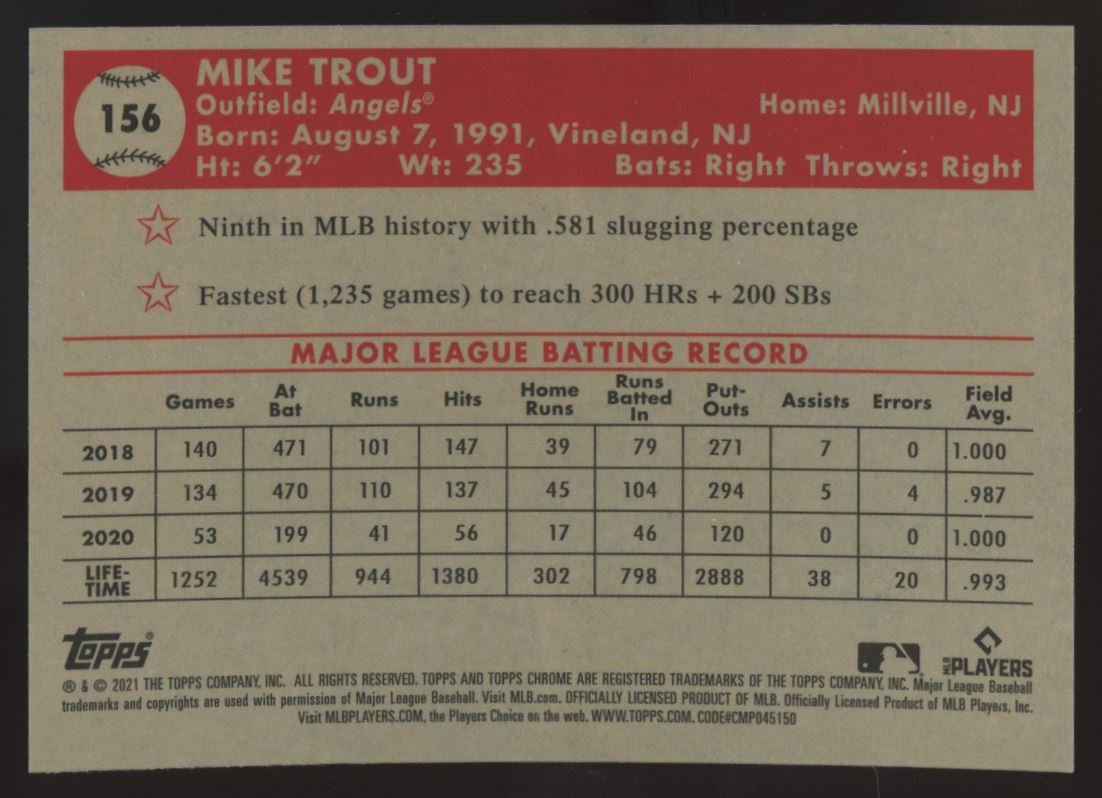 156
MIKE TROUT
Outfield: Angels® Home: Millville, NJ
Born: August 7, 1991, Vineland, NJ
Ht: 6'2" Wt: 235 Bats: Right Throws: Right
Ninth in MLB history with .581 slugging percentage
Fastest (1,235 games) to reach 300 HRs + 200 SBs
MAJOR LEAGUE BATTING RECORD
Games At Bat Runs Hits Home Runs Runs Batted In Put-Outs Assists Errors Field Avg.
2018 140 471 101 147 39 79 271 7 0 1.000
2019 134 470 110 137 45 104 294 5 4 .987
2020 53 199 41 56 17 46 120 0 0 1.000
LIFE-TIME 1252 4539 944 1380 302 798 2888 38 20 .993
Topps®
MLB PLAYERS
® & © 2021 THE TOPPS COMPANY, INC. ALL RIGHTS RESERVED. TOPPS AND TOPPS CHROME ARE REGISTERED TRADEMARKS OF THE TOPPS COMPANY, INC. Major League Baseball
trademarks and copyrights are used with permission of Major League Baseball. Visit MLB.com. OFFICIALLY LICENSED PRODUCT OF MLB. Officially Licensed Product of MLB Players, Inc.
Visit MLBPLAYERS.COM, the Players Choice on the web. WWW.TOPPS.COM. CODE#CMP045150